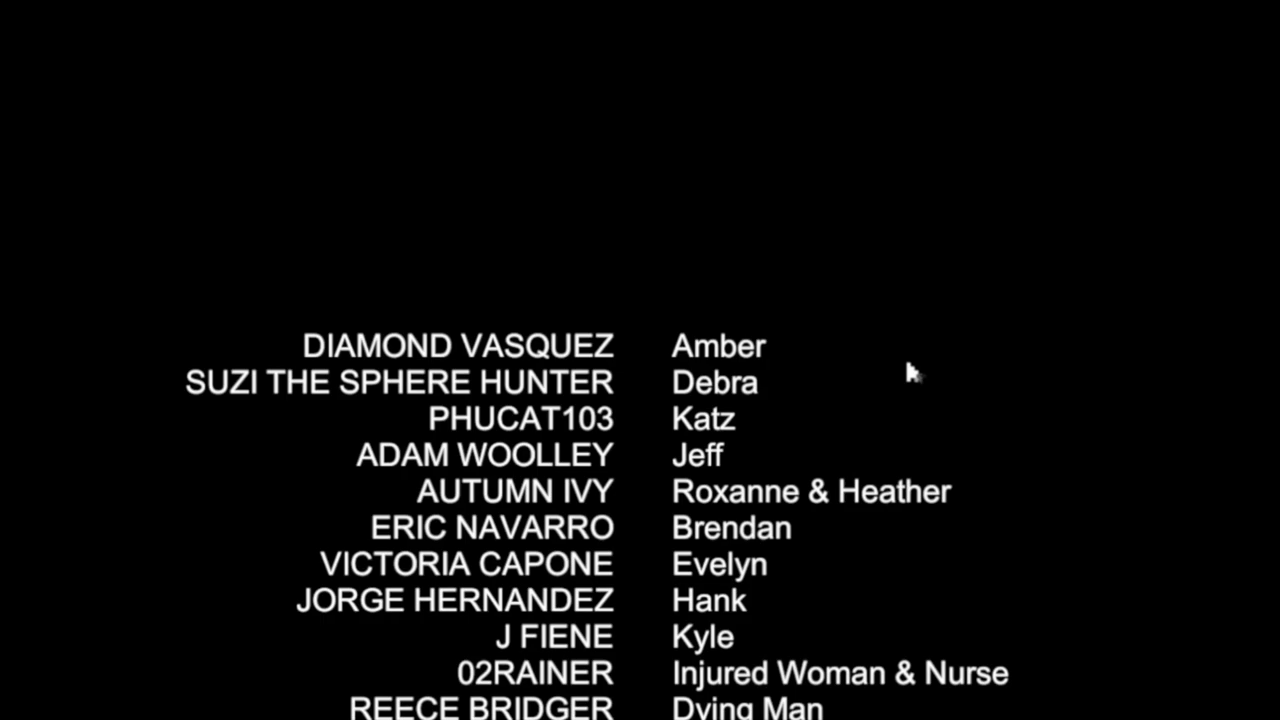 DIAMOND VASQUEZ Amber
SUZI THE SPHERE HUNTER Debra
PHUCAT103 Katz
ADAM WOOLLEY Jeff
AUTUMN IVY Roxanne & Heather
ERIC NAVARRO Brendan
VICTORIA CAPONE Evelyn
JORGE HERNANDEZ Hank
J FIENE Kyle
02RAINER Injured Woman & Nurse
REECE BRIDGER Dying Man